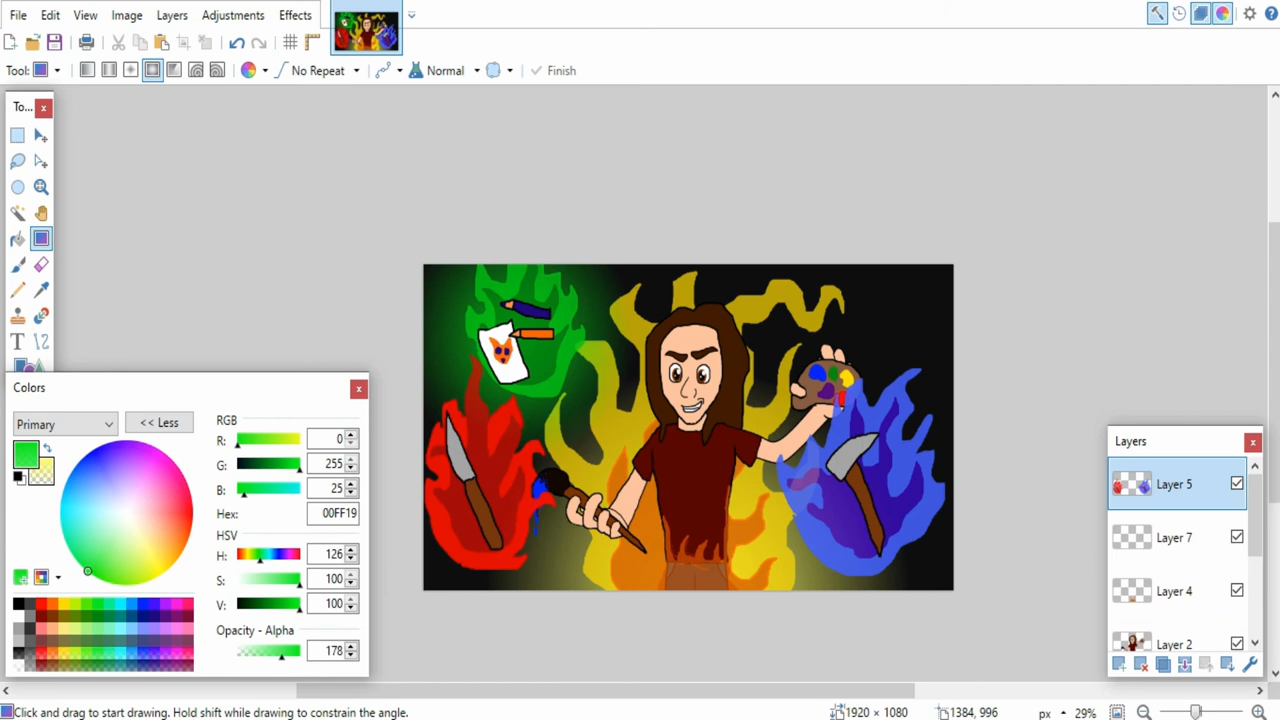 File Edit View Image Layers Adjustments Effects
Tool: No Repeat Normal Finish
To...
Colors
Primary << Less
RGB
R: 0
G: 255
B: 25
Hex: 00FF19
HSV
H: 126
S: 100
V: 100
Opacity - Alpha
178
Layers
Layer 5
Layer 7
Layer 4
Layer 2
Click and drag to start drawing. Hold shift while drawing to constrain the angle. 1920 × 1080 1384, 996 px 29%